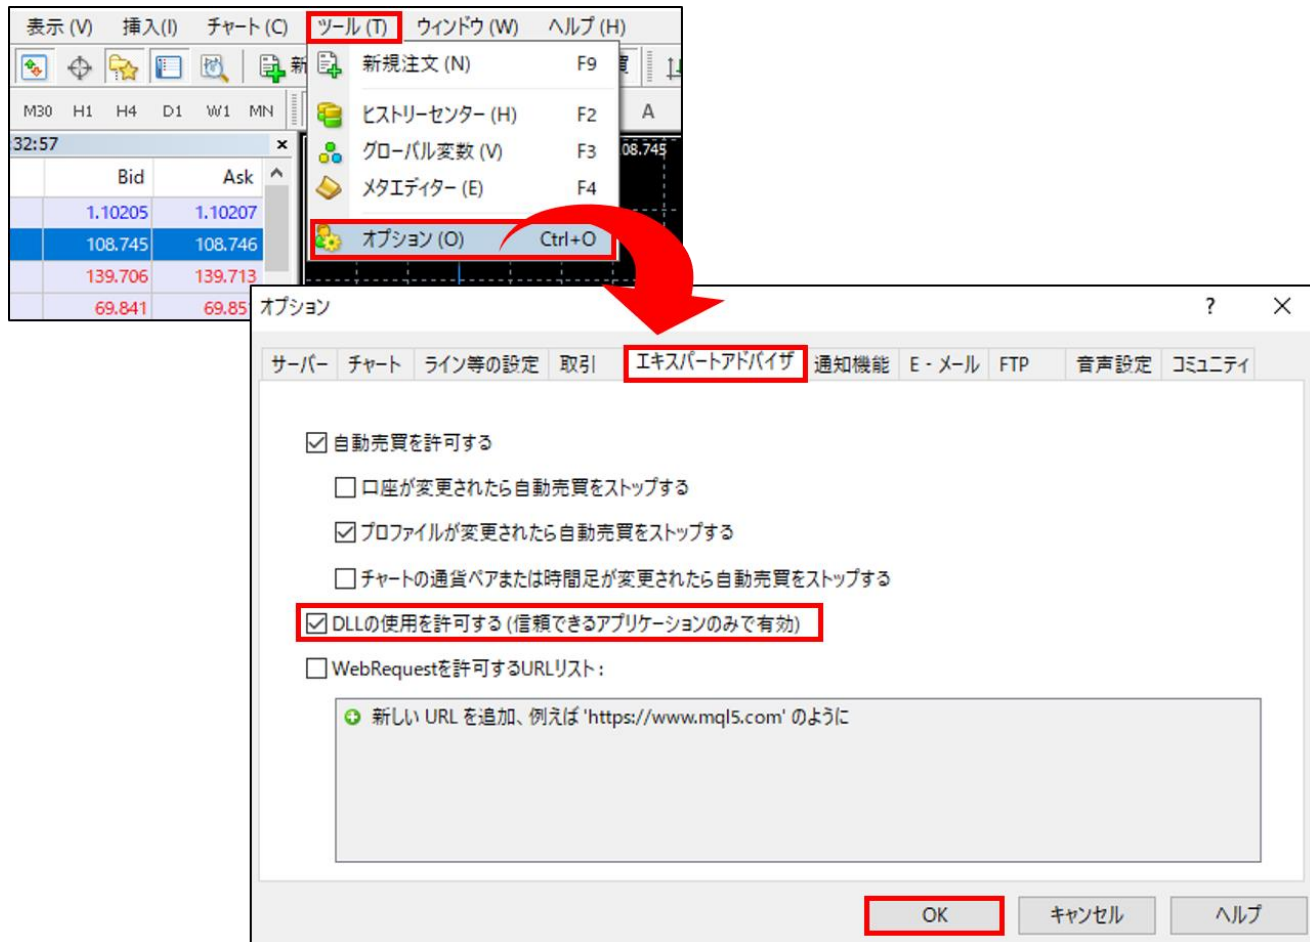 表示 (V) 挿入(I) チャート (C) ツール (T) ウィンドウ (W) ヘルプ (H)
新規注文 (N) F9
M30 H1 H4 D1 W1 MN
ヒストリーセンター (H) F2
A
32:57
グローバル変数 (V) F3
108.745
Bid Ask
メタエディター (E) F4
1.10205 1.10207
108.745 108.746
オプション (O) Ctrl+O
139.706 139.713
69.841
オプション
サーバー チャート ライン等の設定 取引 エキスパートアドバイザ 通知機能 E - メール FTP 音声設定 コミュニティ
自動売買を許可する
口座が変更されたら自動売買をストップする
プロファイルが変更されたら自動売買をストップする
チャートの通貨ペアまたは時間足が変更されたら自動売買をストップする
DLLの使用を許可する (信頼できるアプリケーションのみで有効)
WebRequestを許可するURLリスト :
新しい URL を追加、例えば 'https://www.mql5.com' のように
OK キャンセル ヘルプ